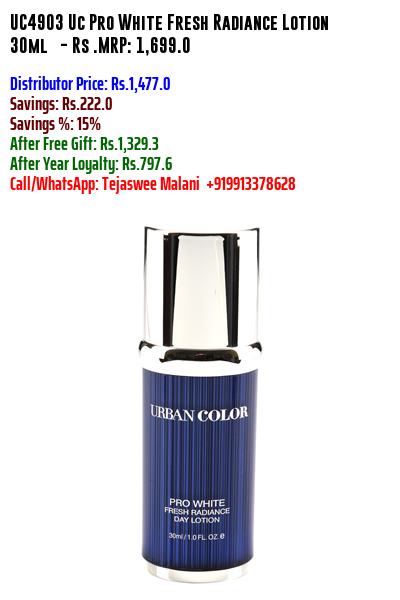 UC4903 Uc Pro White Fresh Radiance Lotion
30ml - Rs .MRP: 1,699.0
Distributor Price: Rs.1,477.0
Savings: Rs.222.0
Savings %: 15%
After Free Gift: Rs.1,329.3
After Year Loyalty: Rs.797.6
Call/WhatsApp: Tejaswee Malani +919913378628
URBAN COLOR
PRO WHITE
FRESH RADIANCE
DAY LOTION
30ml / 1.0 FL. OZ. e